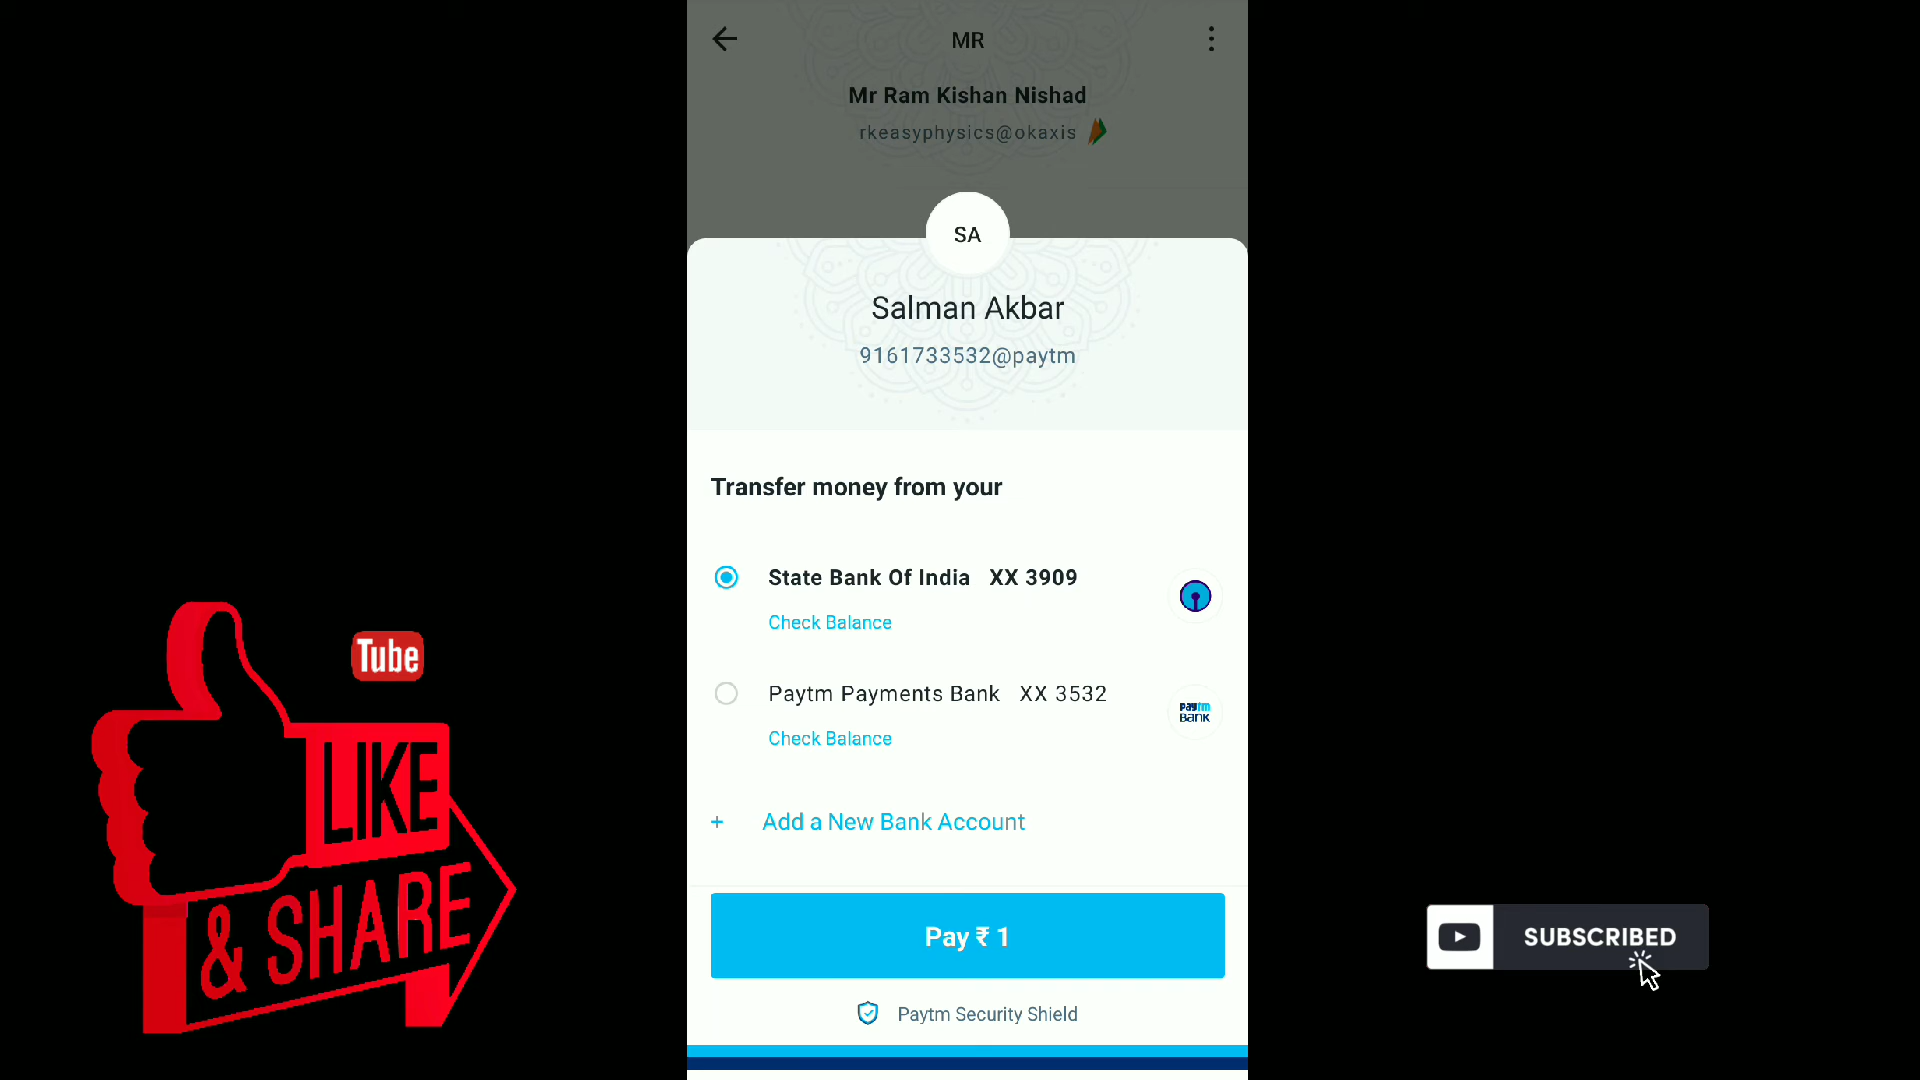 MR
Mr Ram Kishan Nishad
rkeasyphysics@okaxis
SA
Salman Akbar
9161733532@paytm
Transfer money from your
State Bank Of India XX 3909
Check Balance
Paytm Payments Bank XX 3532
paytm
BANK
Check Balance
+ Add a New Bank Account
Pay ₹ 1
Paytm Security Shield
Tube
LIKE
& SHARE
SUBSCRIBED